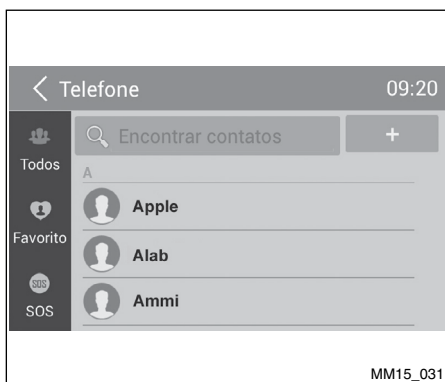 Telefone 09:20
Encontrar contatos +
Todos
A
Apple
Favorito
Alab
SOS
SOS
Ammi
MM15_031